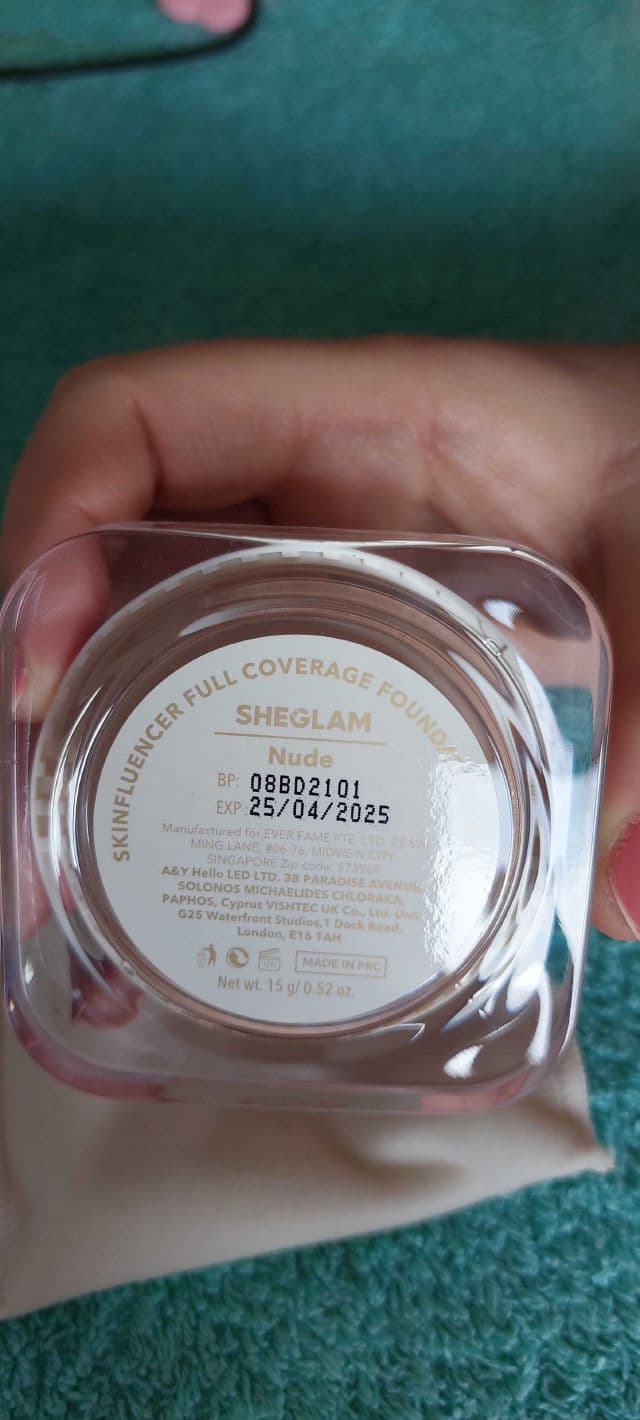 SKINFLUENCER FULL COVERAGE
SHEGLAM
Nude
BP: 08BD2101
EXP 25/04/2025
Manufactured for EVER FAME PTE. LTD. 22 SIN
MING LANE, #06-76, MIDVIEW CITY,
SINGAPORE Zip code: 573969
A&Y Hello LED LTD. 3B PARADISE AVENUE,
SOLONOS MICHAELIDES CHLORAKA,
PAPHOS, Cyprus VISHTEC UK Co., Ltd. Unit
G25 Waterfront Studios,1 Dock Road,
London, E16 1AH
MADE IN PRC
Net wt. 15 g/ 0.52 oz.